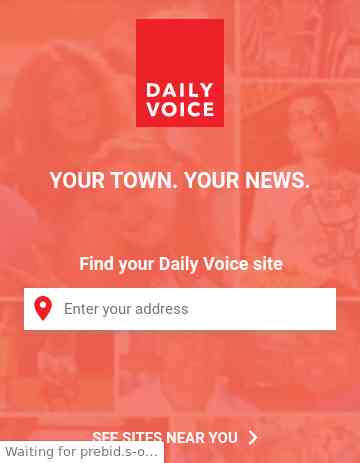 DAILY
VOICE
YOUR TOWN. YOUR NEWS.
Find your Daily Voice site
Enter your address
SEE SITES NEAR YOU
Waiting for prebid.s-o...